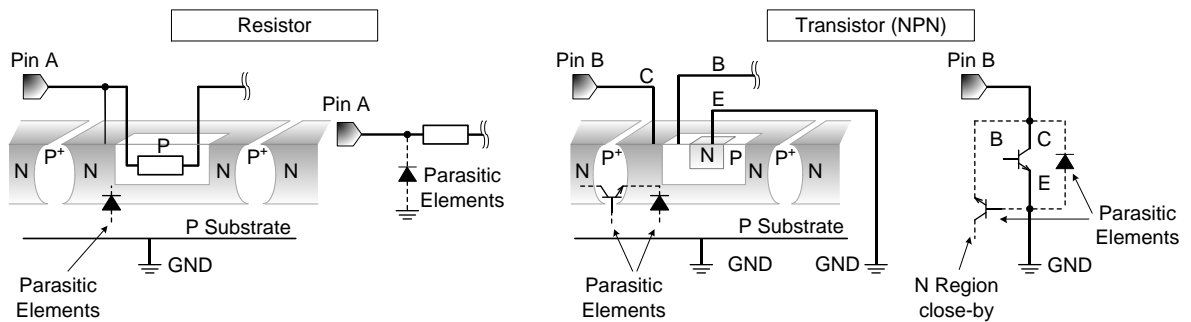 Resistor
Transistor (NPN)
Pin A
Pin B
B
Pin B
C
E
Pin A
P
N
P+
N
P+
N
N
N
P+
N
N
P
P+
N
N
B
C
E
Parasitic
Elements
Parasitic
Elements
P Substrate
P Substrate
GND
GND
GND
GND
Parasitic
Elements
Parasitic
Elements
N Region
close-by